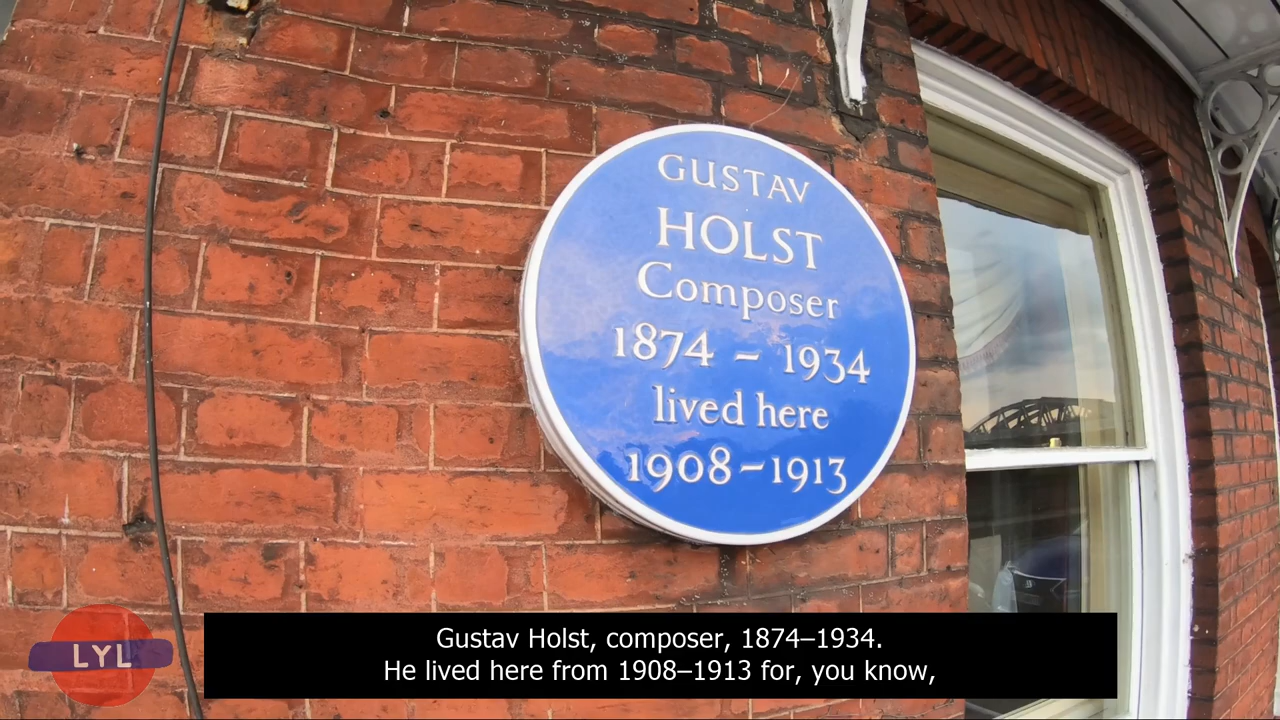 GUSTAV
HOLST
Composer
1874 – 1934
lived here
1908–1913
LYL
Gustav Holst, composer, 1874–1934.
He lived here from 1908–1913 for, you know,